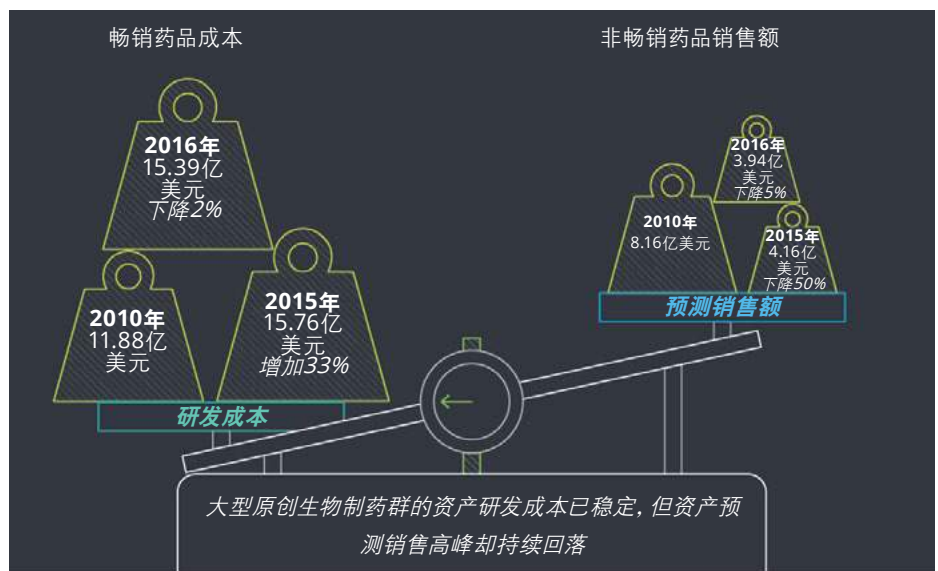 畅销药品成本
2016年
15.39亿
美元
下降2%
2010年
11.88亿
美元
2015年
15.76亿
美元
增加33%
研发成本
非畅销药品销售额
2016年
3.94亿
美元
下降5%
2010年
8.16亿美元
2015年
4.16亿
美元
下降50%
预测销售额
大型原创生物制药群的资产研发成本已稳定，但资产预
测销售高峰却持续回落